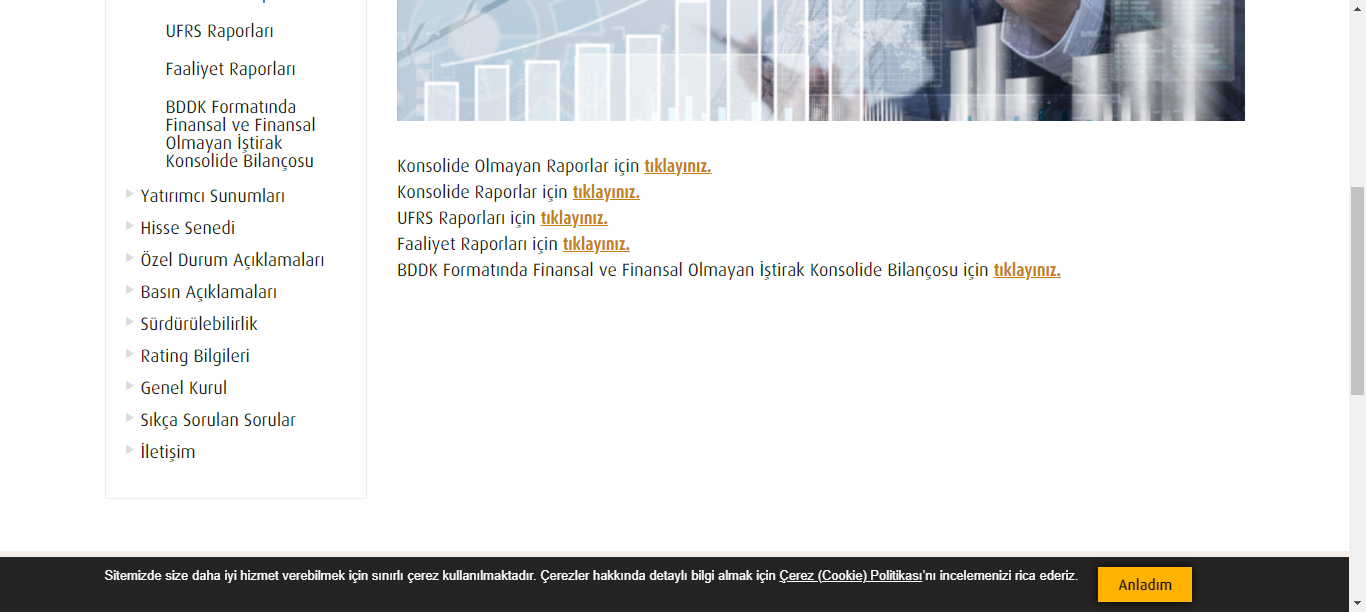 UFRS Raporları
Faaliyet Raporları
BDDK Formatında
Finansal ve Finansal
Olmayan İştirak
Konsolide Bilançosu
Yatırımcı Sunumları
Hisse Senedi
Özel Durum Açıklamaları
Basın Açıklamaları
Sürdürülebilirlik
Rating Bilgileri
Genel Kurul
Sıkça Sorulan Sorular
İletişim
Konsolide Olmayan Raporlar için tıklayınız.
Konsolide Raporlar için tıklayınız.
UFRS Raporları için tıklayınız.
Faaliyet Raporları için tıklayınız.
BDDK Formatında Finansal ve Finansal Olmayan İştirak Konsolide Bilançosu için tıklayınız.
Sitemizde size daha iyi hizmet verebilmek için sınırlı çerez kullanılmaktadır. Çerezler hakkında detaylı bilgi almak için Çerez (Cookie) Politikası'nı incelemenizi rica ederiz.
Anladım